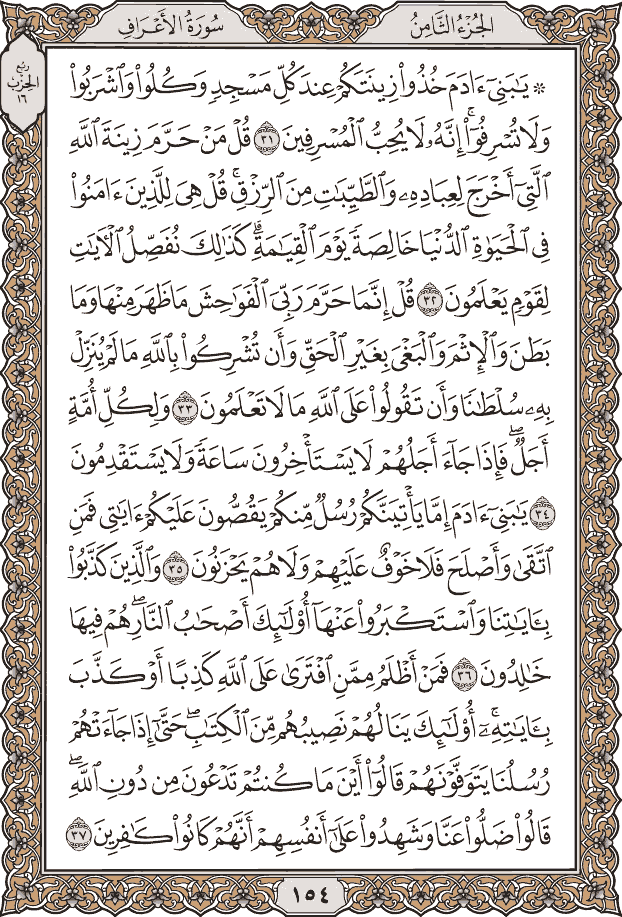 الجُزْءُ الثَّامِنُ
سُورَةُ الأَعْرَافِ
رُبْع
الحِزْب
١٦
۞ يَٰبَنِىٓ ءَادَمَ خُذُوا۟ زِينَتَكُمْ عِندَ كُلِّ مَسْجِدٍ وَكُلُوا۟ وَٱشْرَبُوا۟
وَلَا تُسْرِفُوٓا۟ ۚ إِنَّهُۥ لَا يُحِبُّ ٱلْمُسْرِفِينَ ٣١ قُلْ مَنْ حَرَّمَ زِينَةَ ٱللَّهِ
ٱلَّتِىٓ أَخْرَجَ لِعِبَادِهِۦ وَٱلطَّيِّبَٰتِ مِنَ ٱلرِّزْقِ ۚ قُلْ هِىَ لِلَّذِينَ ءَامَنُوا۟
فِى ٱلْحَيَوٰةِ ٱلدُّنْيَا خَالِصَةً يَوْمَ ٱلْقِيَٰمَةِ ۗ كَذَٰلِكَ نُفَصِّلُ ٱلْءَايَٰتِ
لِقَوْمٍ يَعْلَمُونَ ٣٢ قُلْ إِنَّمَا حَرَّمَ رَبِّىَ ٱلْفَوَٰحِشَ مَا ظَهَرَ مِنْهَا وَمَا
بَطَنَ وَٱلْإِثْمَ وَٱلْبَغْىَ بِغَيْرِ ٱلْحَقِّ وَأَن تُشْرِكُوا۟ بِٱللَّهِ مَا لَمْ يُنَزِّلْ
بِهِۦ سُلْطَٰنًا وَأَن تَقُولُوا۟ عَلَى ٱللَّهِ مَا لَا تَعْلَمُونَ ٣٣ وَلِكُلِّ أُمَّةٍ
أَجَلٌ ۖ فَإِذَا جَآءَ أَجَلُهُمْ لَا يَسْتَأْخِرُونَ سَاعَةً وَلَا يَسْتَقْدِمُونَ
٣٤ يَٰبَنِىٓ ءَادَمَ إِمَّا يَأْتِيَنَّكُمْ رُسُلٌ مِّنكُمْ يَقُصُّونَ عَلَيْكُمْ ءَايَٰتِى فَمَنِ
ٱتَّقَىٰ وَأَصْلَحَ فَلَا خَوْفٌ عَلَيْهِمْ وَلَا هُمْ يَحْزَنُونَ ٣٥ وَٱلَّذِينَ كَذَّبُوا۟
بِـَٔايَٰتِنَا وَٱسْتَكْبَرُوا۟ عَنْهَآ أُو۟لَٰٓئِكَ أَصْحَٰبُ ٱلنَّارِ ۖ هُمْ فِيهَا
خَٰلِدُونَ ٣٦ فَمَنْ أَظْلَمُ مِمَّنِ ٱفْتَرَىٰ عَلَى ٱللَّهِ كَذِبًا أَوْ كَذَّبَ
بِـَٔايَٰتِهِۦٓ ۚ أُو۟لَٰٓئِكَ يَنَالُهُمْ نَصِيبُهُم مِّنَ ٱلْكِتَٰبِ ۖ حَتَّىٰٓ إِذَا جَآءَتْهُمْ
رُسُلُنَا يَتَوَفَّوْنَهُمْ قَالُوٓا۟ أَيْنَ مَا كُنتُمْ تَدْعُونَ مِن دُونِ ٱللَّهِ ۖ
قَالُوا۟ ضَلُّوا۟ عَنَّا وَشَهِدُوا۟ عَلَىٰٓ أَنفُسِهِمْ أَنَّهُمْ كَانُوا۟ كَٰفِرِينَ ٣٧
١٥٤